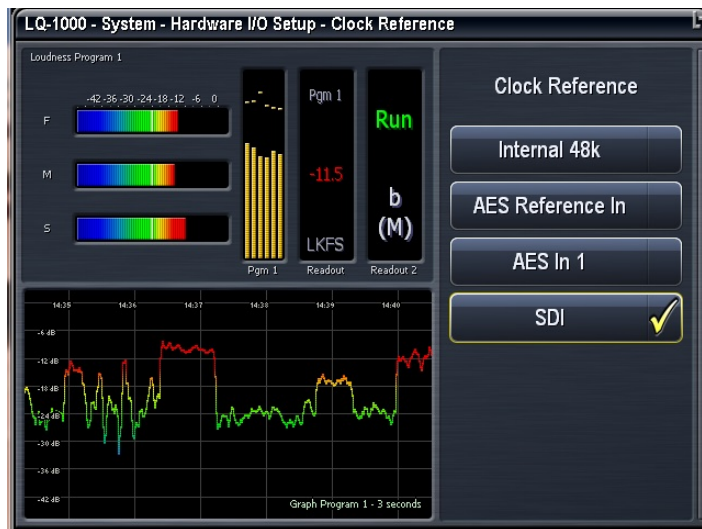 LQ-1000 - System - Hardware I/O Setup - Clock Reference
Loudness Program 1
-42 -36 -30 -24 -18 -12 -6 0
F
M
S
Pgm 1
Pgm 1
-11.5
LKFS
Readout
Run
b
(M)
Readout 2
Clock Reference
Internal 48k
AES Reference In
AES In 1
SDI
14:35 14:36 14:37 14:38 14:39 14:40
-6 dB
-12 dB
-18 dB
-24 dB
-30 dB
-36 dB
-42 dB
Graph Program 1 - 3 seconds